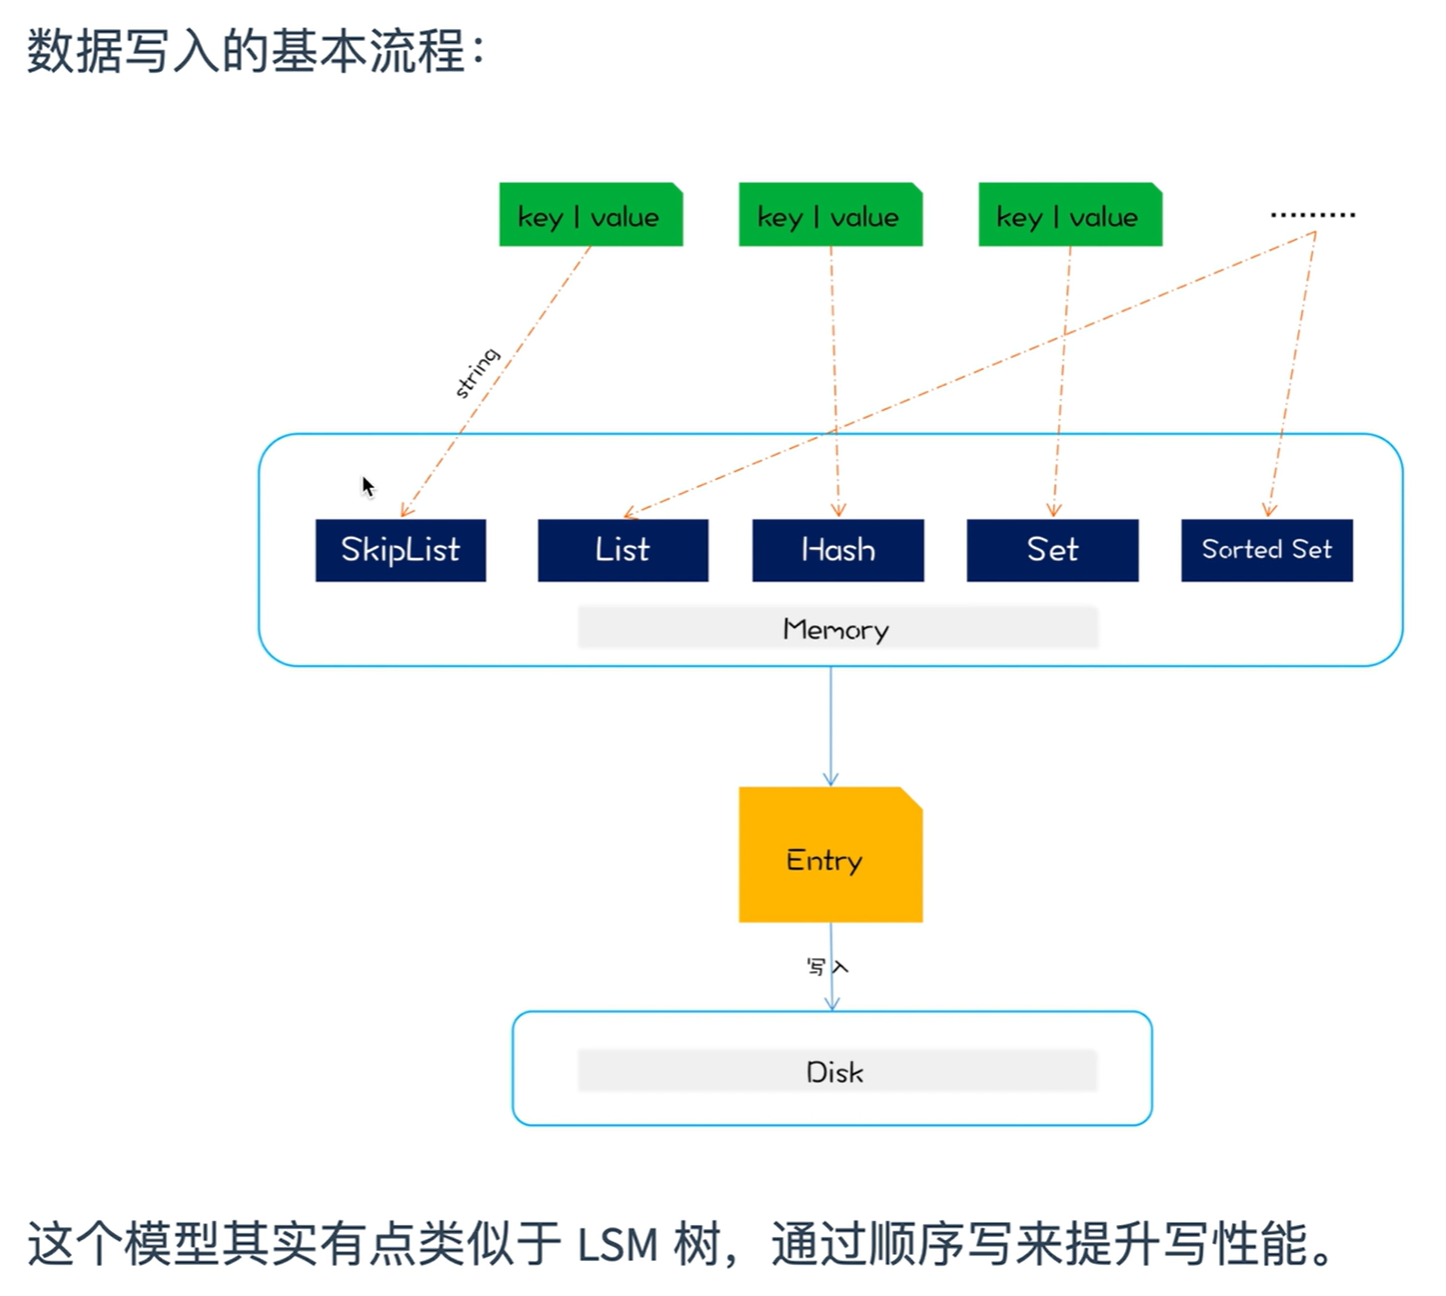 数据写入的基本流程：
key | value
key | value
key | value
·········
string
SkipList
List
Hash
Set
Sorted Set
Memory
Entry
写入
Disk
这个模型其实有点类似于 LSM 树，通过顺序写来提升写性能。